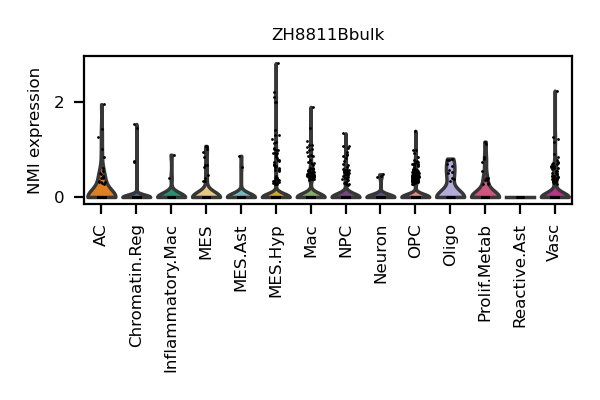 ZH8811Bbulk
NMI expression
2
0
AC
Chromatin.Reg
Inflammatory.Mac
MES
MES.Ast
MES.Hyp
Mac
NPC
Neuron
OPC
Oligo
Prolif.Metab
Reactive.Ast
Vasc